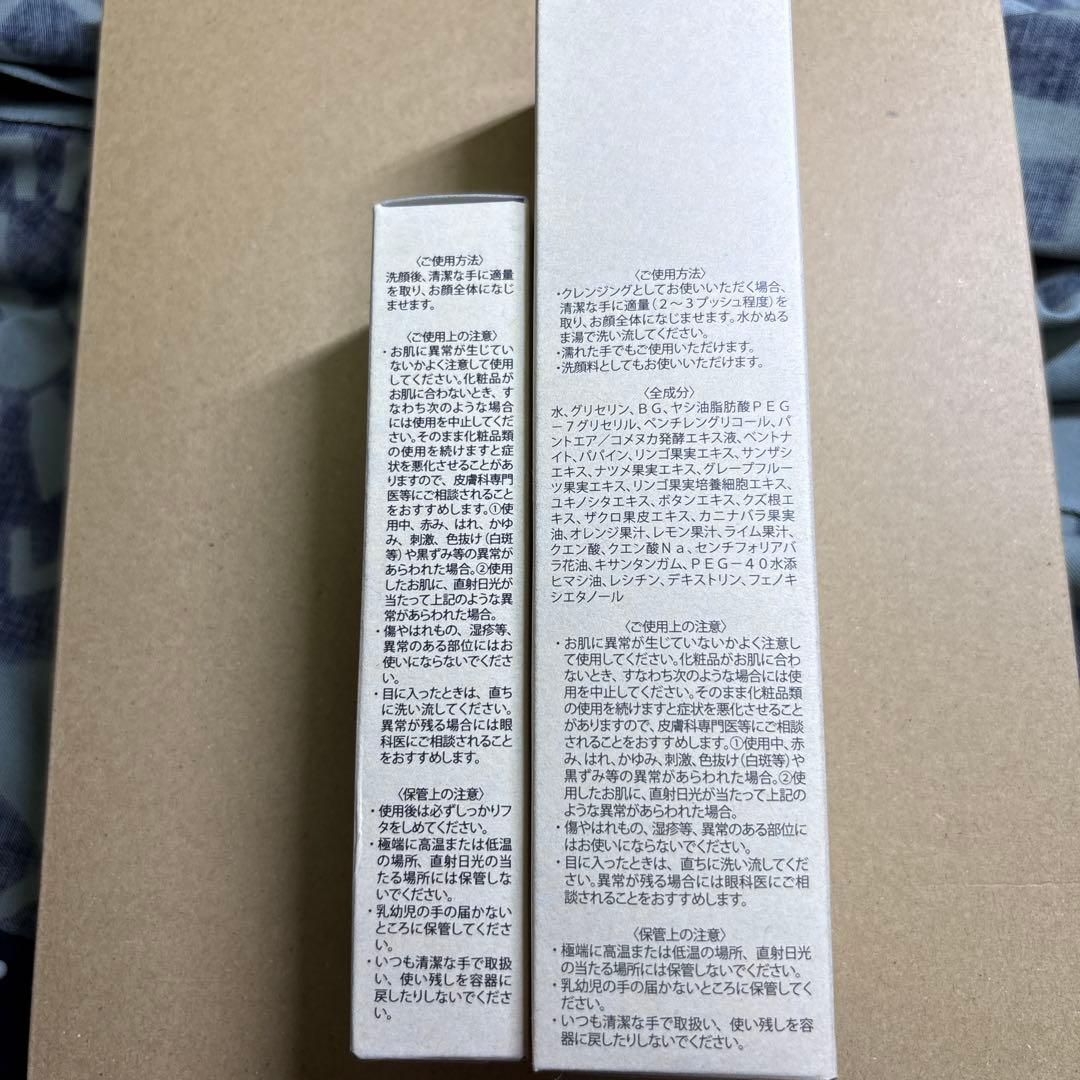 〈ご使用方法〉
洗顔後、清潔な手に適量
を取り、お顔全体になじ
ませます。
〈ご使用上の注意〉
・お肌に異常が生じてい
ないかよく注意して使用
してください。化粧品が
お肌に合わないとき、す
なわち次のような場合
には使用を中止してくだ
さい。そのまま化粧品類
の使用を続けますと症
状を悪化させることがあ
りますので、皮膚科専門
医等にご相談されること
をおすすめします。①使
用中、赤み、はれ、かゆ
み、刺激、色抜け(白斑
等)や黒ずみ等の異常が
あらわれた場合。②使用
したお肌に、直射日光が
当たって上記のような異
常があらわれた場合。
・傷やはれもの、湿疹等、
異常のある部位にはお
使いにならないでくださ
い。
・目に入ったときは、直ち
に洗い流してください。
異常が残る場合には眼
科医にご相談されること
をおすすめします。
〈保管上の注意〉
・使用後は必ずしっかりフ
タをしめてください。
・極端に高温または低温
の場所、直射日光の当
たる場所には保管しな
いでください。
・乳幼児の手の届かない
ところに保管してくださ
い。
・いつも清潔な手で取扱
い、使い残しを容器に
戻したりしないでくださ
い。
〈ご使用方法〉
・クレンジングとしてお使いいただく場合、
清潔な手に適量(2〜3プッシュ程度)を
取り、お顔全体になじませます。水かぬる
ま湯で洗い流してください。
・濡れた手でもご使用いただけます。
・洗顔料としてもお使いいただけます。
〈全成分〉
水、グリセリン、BG、ヤシ油脂肪酸PEG
−7グリセリル、ペンチレングリコール、パ
ントエア/コメヌカ発酵エキス液、ベントナ
イト、パパイン、リンゴ果実エキス、サンザシ
エキス、ナツメ果実エキス、グレープフルー
ツ果実エキス、リンゴ果実培養細胞エキス、
ユキノシタエキス、ボタンエキス、クズ根エ
キス、ザクロ果皮エキス、カニナバラ果実
油、オレンジ果汁、レモン果汁、ライム果汁、
クエン酸、クエン酸Na、センチフォリアバ
ラ花油、キサンタンガム、PEG−40水添
ヒマシ油、レシチン、デキストリン、フェノキ
シエタノール
〈ご使用上の注意〉
・お肌に異常が生じていないかよく注意し
て使用してください。化粧品がお肌に合わ
ないとき、すなわち次のような場合には使
用を中止してください。そのまま化粧品類
の使用を続けますと症状を悪化させること
がありますので、皮膚科専門医等にご相談
されることをおすすめします。①使用中、赤
み、はれ、かゆみ、刺激、色抜け(白斑等)や
黒ずみ等の異常があらわれた場合。②使
用したお肌に、直射日光が当たって上記の
ような異常があらわれた場合。
・傷やはれもの、湿疹等、異常のある部位に
はお使いにならないでください。
・目に入ったときは、直ちに洗い流してくだ
さい。異常が残る場合には眼科医にご相
談されることをおすすめします。
〈保管上の注意〉
・極端に高温または低温の場所、直射日光
の当たる場所には保管しないでください。
・乳幼児の手の届かないところに保管してく
ださい。
・いつも清潔な手で取扱い、使い残しを容
器に戻したりしないでください。